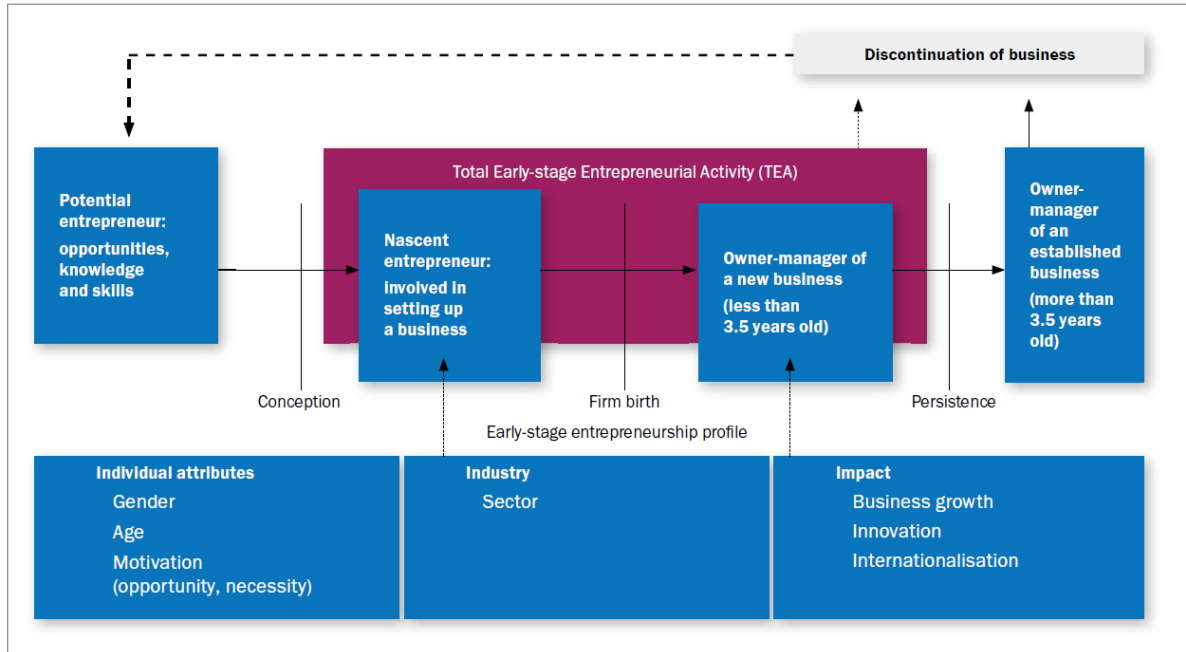 Discontinuation of business
Potential
entrepreneur:
opportunities,
knowledge
and skills
Total Early-stage Entrepreneurial Activity (TEA)
Nascent
entrepreneur:
involved in
setting up
a business
Owner-manager of
a new business
(less than
3.5 years old)
Owner-
manager
of an
established
business
(more than
3.5 years
old)
Conception
Firm birth
Persistence
Early-stage entrepreneurship profile
Individual attributes
Gender
Age
Motivation
(opportunity, necessity)
Industry
Sector
Impact
Business growth
Innovation
Internationalisation